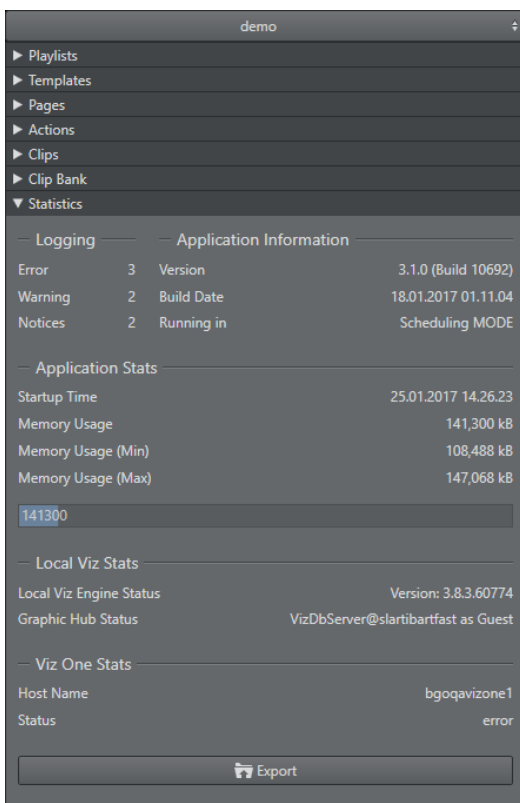 demo
Playlists
Templates
Pages
Actions
Clips
Clip Bank
Statistics
Logging
Error 3
Warning 2
Notices 2
Application Information
Version 3.1.0 (Build 10692)
Build Date 18.01.2017 01.11.04
Running in Scheduling MODE
Application Stats
Startup Time 25.01.2017 14.26.23
Memory Usage 141,300 kB
Memory Usage (Min) 108,488 kB
Memory Usage (Max) 147,068 kB
141300
Local Viz Stats
Local Viz Engine Status Version: 3.8.3.60774
Graphic Hub Status VizDbServer@slartibartfast as Guest
Viz One Stats
Host Name bgoqavizone1
Status error
Export